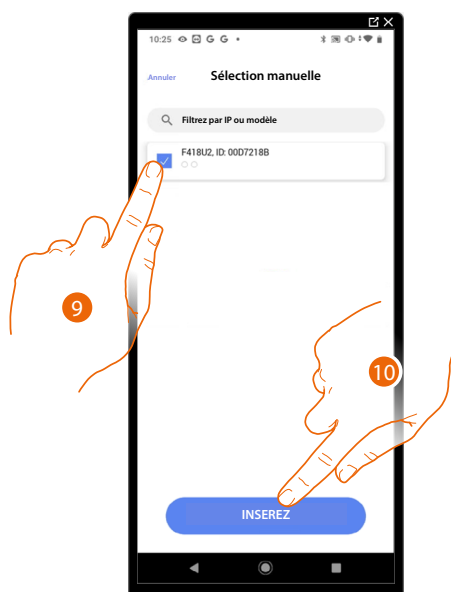 10:25 G G
Annuler Sélection manuelle
Filtrez par IP ou modèle
F418U2, ID: 00D7218B
9
10
INSEREZ